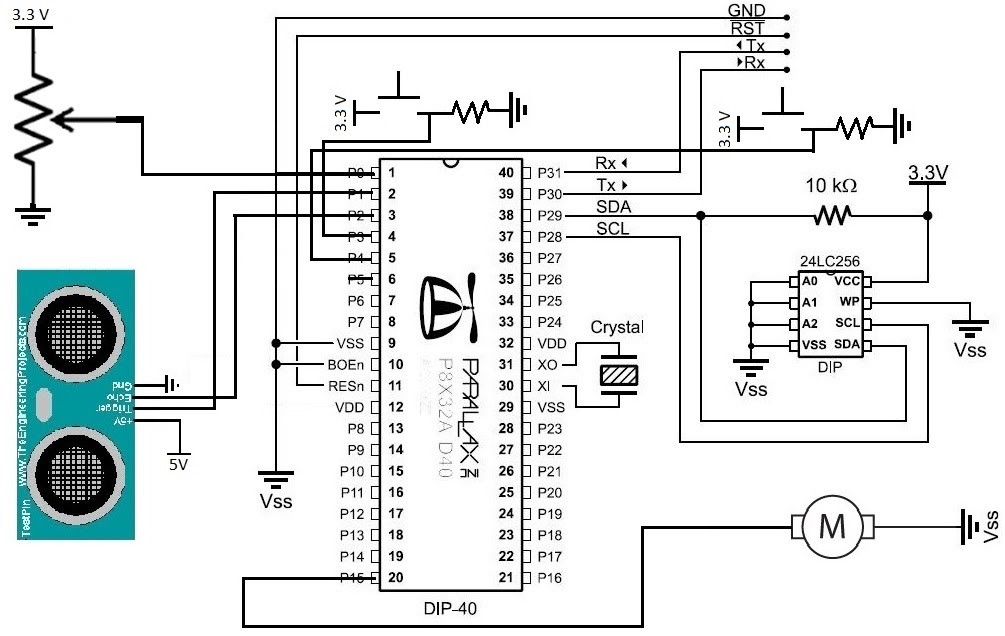 3.3 V
GND
RST
Tx
Rx
3.3 V
3.3 V
Rx
Tx
SDA
SCL
10 kΩ
3.3V
P0 1
P1 2
P2 3
P3 4
P4 5
P5 6
P6 7
P7 8
VSS 9
BOEn 10
RESn 11
VDD 12
P8 13
P9 14
P10 15
P11 16
P12 17
P13 18
P14 19
P15 20
40 P31
39 P30
38 P29
37 P28
36 P27
35 P26
34 P25
33 P24
32 VDD
31 XO
30 XI
29 VSS
28 P23
27 P22
26 P21
25 P20
24 P19
23 P18
22 P17
21 P16
PARALLAX
P8X32A D40
DIP-40
Crystal
24LC256
A0 VCC
A1 WP
A2 SCL
VSS SDA
DIP
Vss
Vss
Vss
www.TheEngineeringProjects.com
TestPin
Gnd
Echo
Trigger
+5V
5V
M
Vss